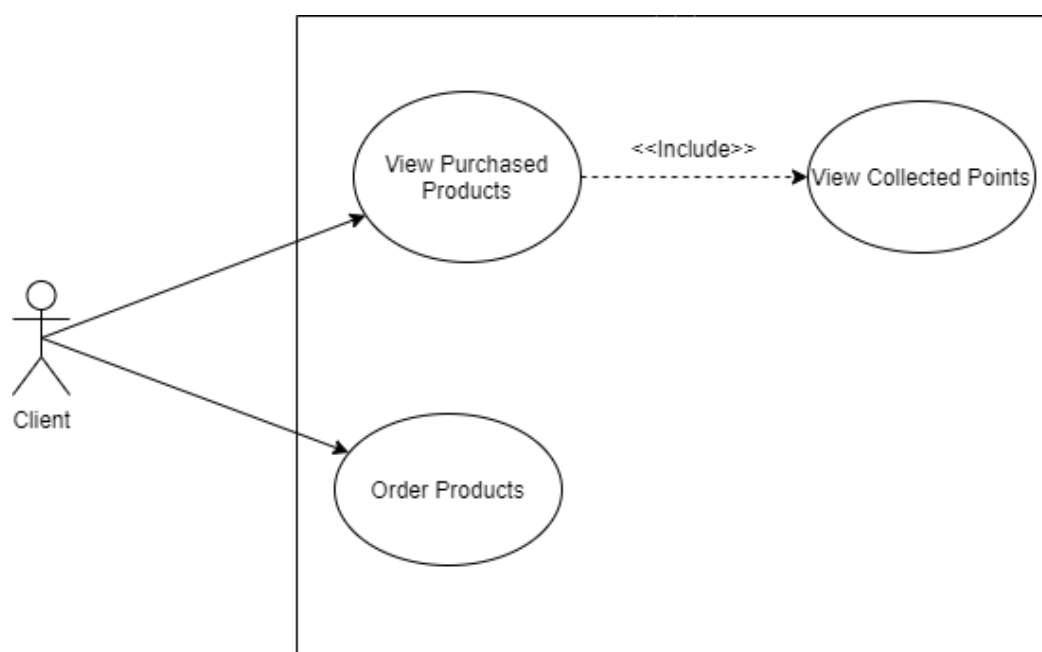 View Purchased
Products
<<Include>>
View Collected Points
Client
Order Products